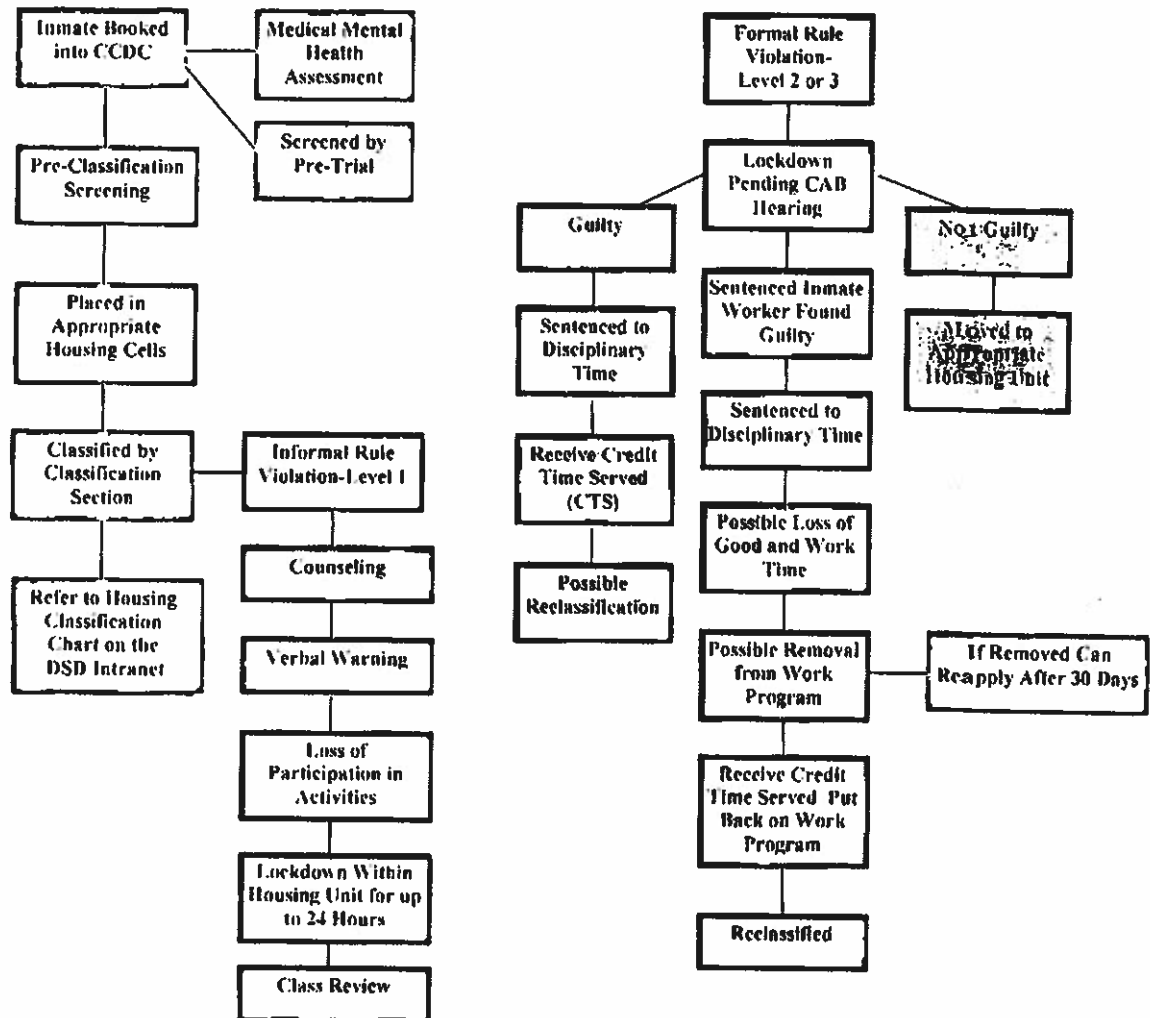 Inmate Booked
into CCDC
Medical Mental
Health
Assessment
Screened by
Pre-Trial
Pre-Classification
Screening
Placed in
Appropriate
Housing Cells
Classified by
Classification
Section
Refer to Housing
Classification
Chart on the
DSD Intranet
Informal Rule
Violation-Level 1
Counseling
Verbal Warning
Loss of
Participation in
Activities
Lockdown Within
Housing Unit for up
to 24 Hours
Class Review
Formal Rule
Violation-
Level 2 or 3
Lockdown
Pending CAB
Hearing
Guilty
Sentenced to
Disciplinary
Time
Receive Credit
Time Served
(CTS)
Possible
Reclassification
Sentenced Inmate
Worker Found
Guilty
Sentenced to
Disciplinary Time
Possible Loss of
Good and Work
Time
Possible Removal
from Work
Program
If Removed Can
Reapply After 30 Days
Receive Credit
Time Served Put
Back on Work
Program
Reclassified
Not Guilty
Moved to
Appropriate
Housing Unit